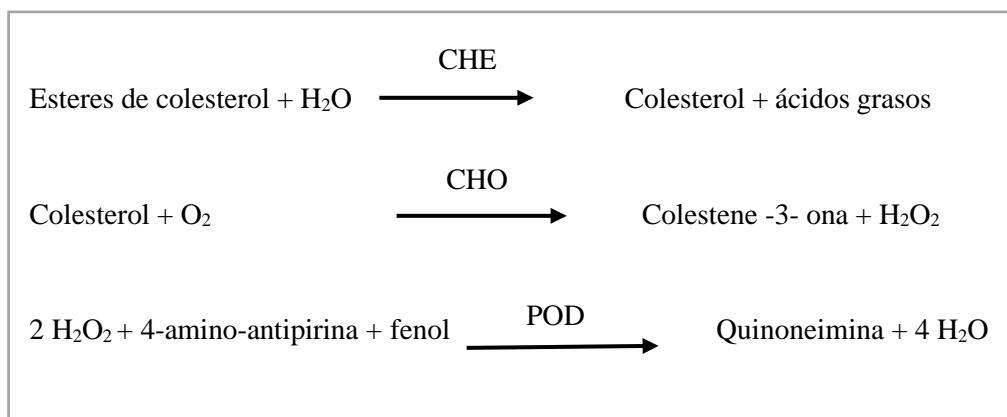 CHE
Esteres de colesterol + H₂O Colesterol + ácidos grasos
CHO
Colesterol + O₂ Colestene -3- ona + H₂O₂
POD
2 H₂O₂ + 4-amino-antipirina + fenol Quinoneimina + 4 H₂O